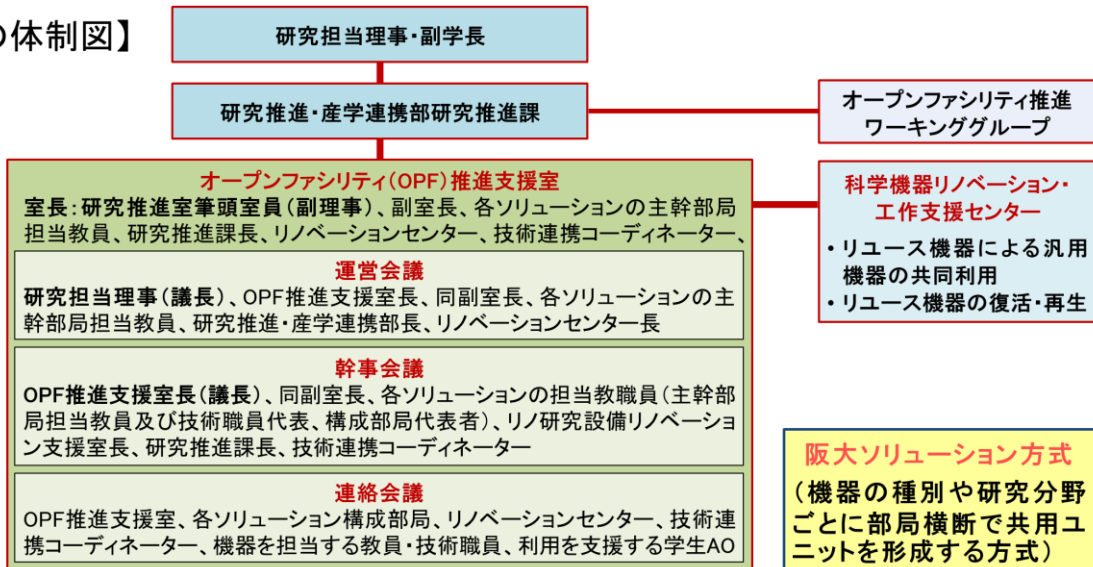 の体制図】
研究担当理事・副学長
研究推進・産学連携部研究推進課
オープンファシリティ推進
ワーキンググループ
オープンファシリティ(OPF)推進支援室
室長:研究推進室筆頭室員(副理事)、副室長、各ソリューションの主幹部局
担当教員、研究推進課長、リノベーションセンター、技術連携コーディネーター、
運営会議
研究担当理事(議長)、OPF推進支援室長、同副室長、各ソリューションの主
幹部局担当教員、研究推進・産学連携部長、リノベーションセンター長
幹事会議
OPF推進支援室長(議長)、同副室長、各ソリューションの担当教職員(主幹部
局担当教員及び技術職員代表、構成部局代表者)、リノ研究設備リノベーショ
ン支援室長、研究推進課長、技術連携コーディネーター
連絡会議
OPF推進支援室、各ソリューション構成部局、リノベーションセンター、技術連
携コーディネーター、機器を担当する教員・技術職員、利用を支援する学生AO
科学機器リノベーション・
工作支援センター
・リユース機器による汎用
機器の共同利用
・リユース機器の復活・再生
阪大ソリューション方式
(機器の種別や研究分野
ごとに部局横断で共用ユ
ニットを形成する方式)